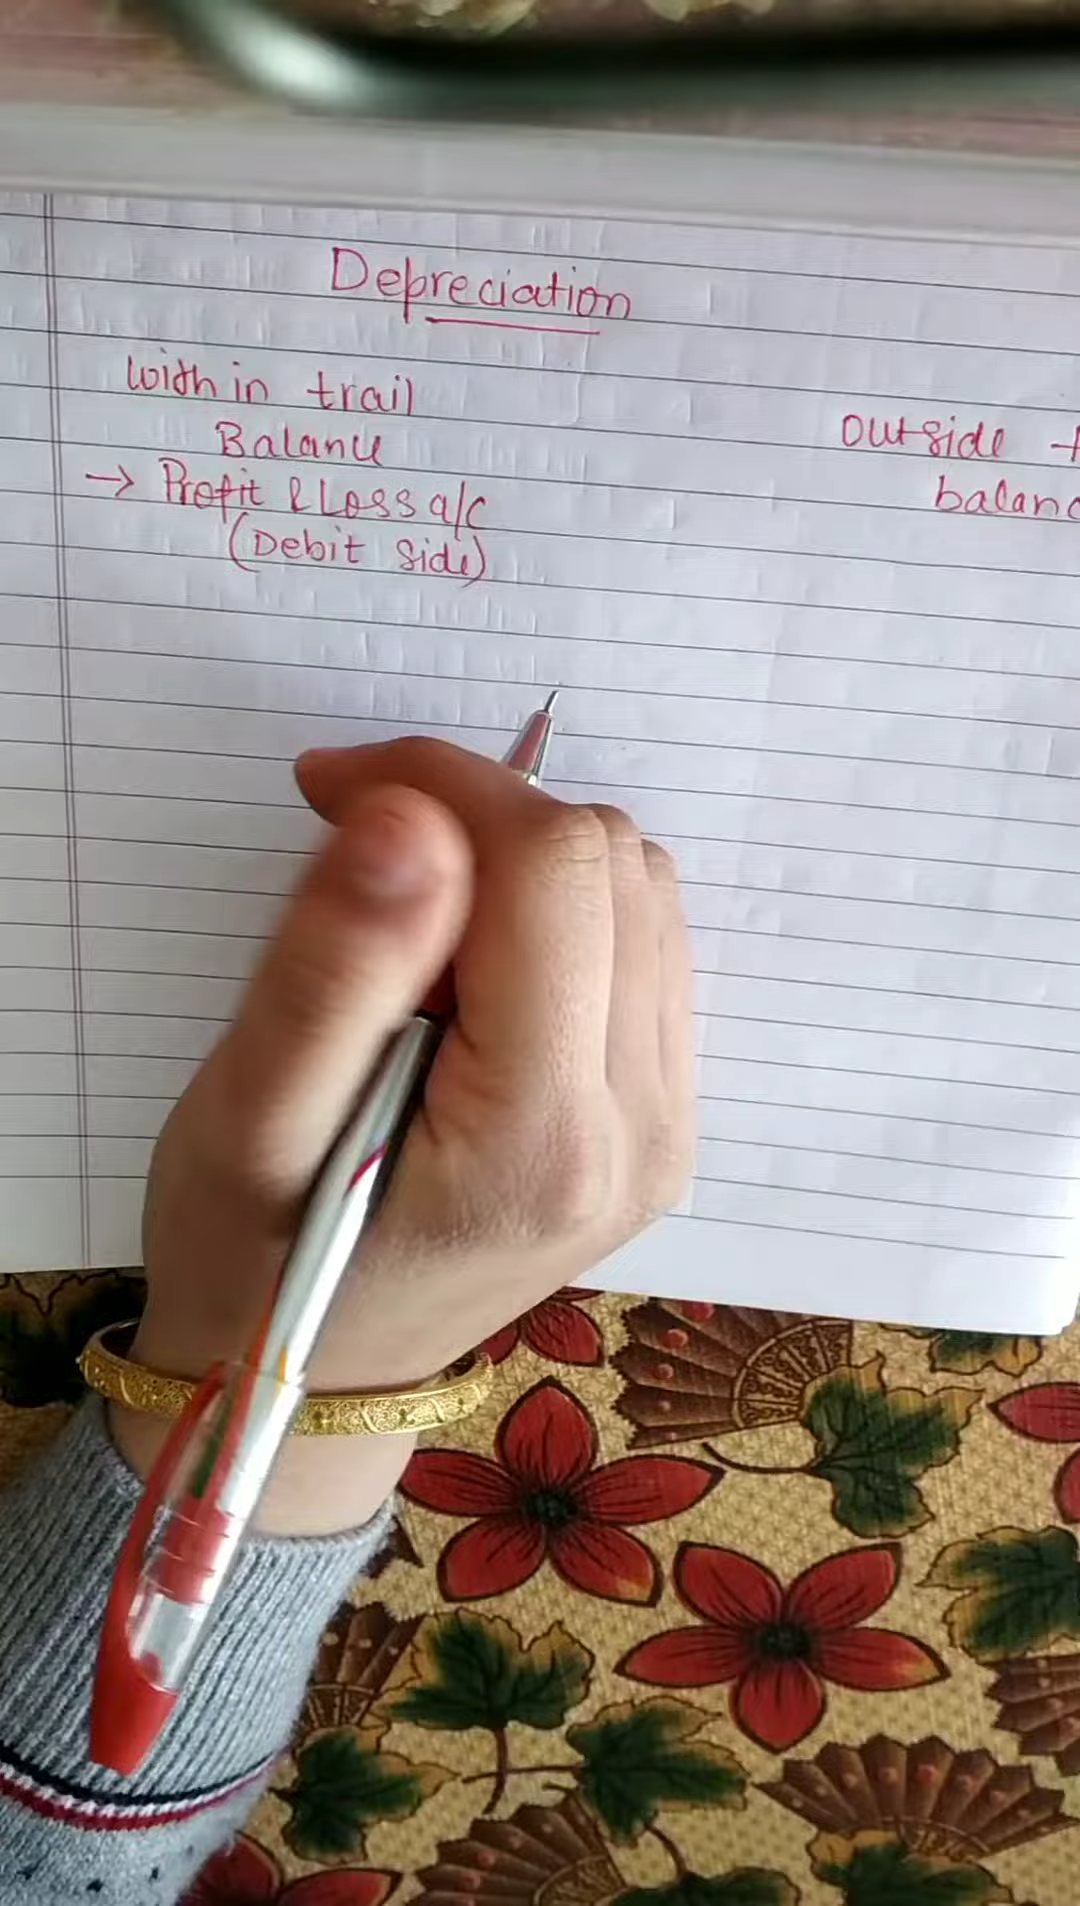 Depreciation
with in trail
Balance
→ Profit & Loss a/c
(Debit Side)
outside
balanc